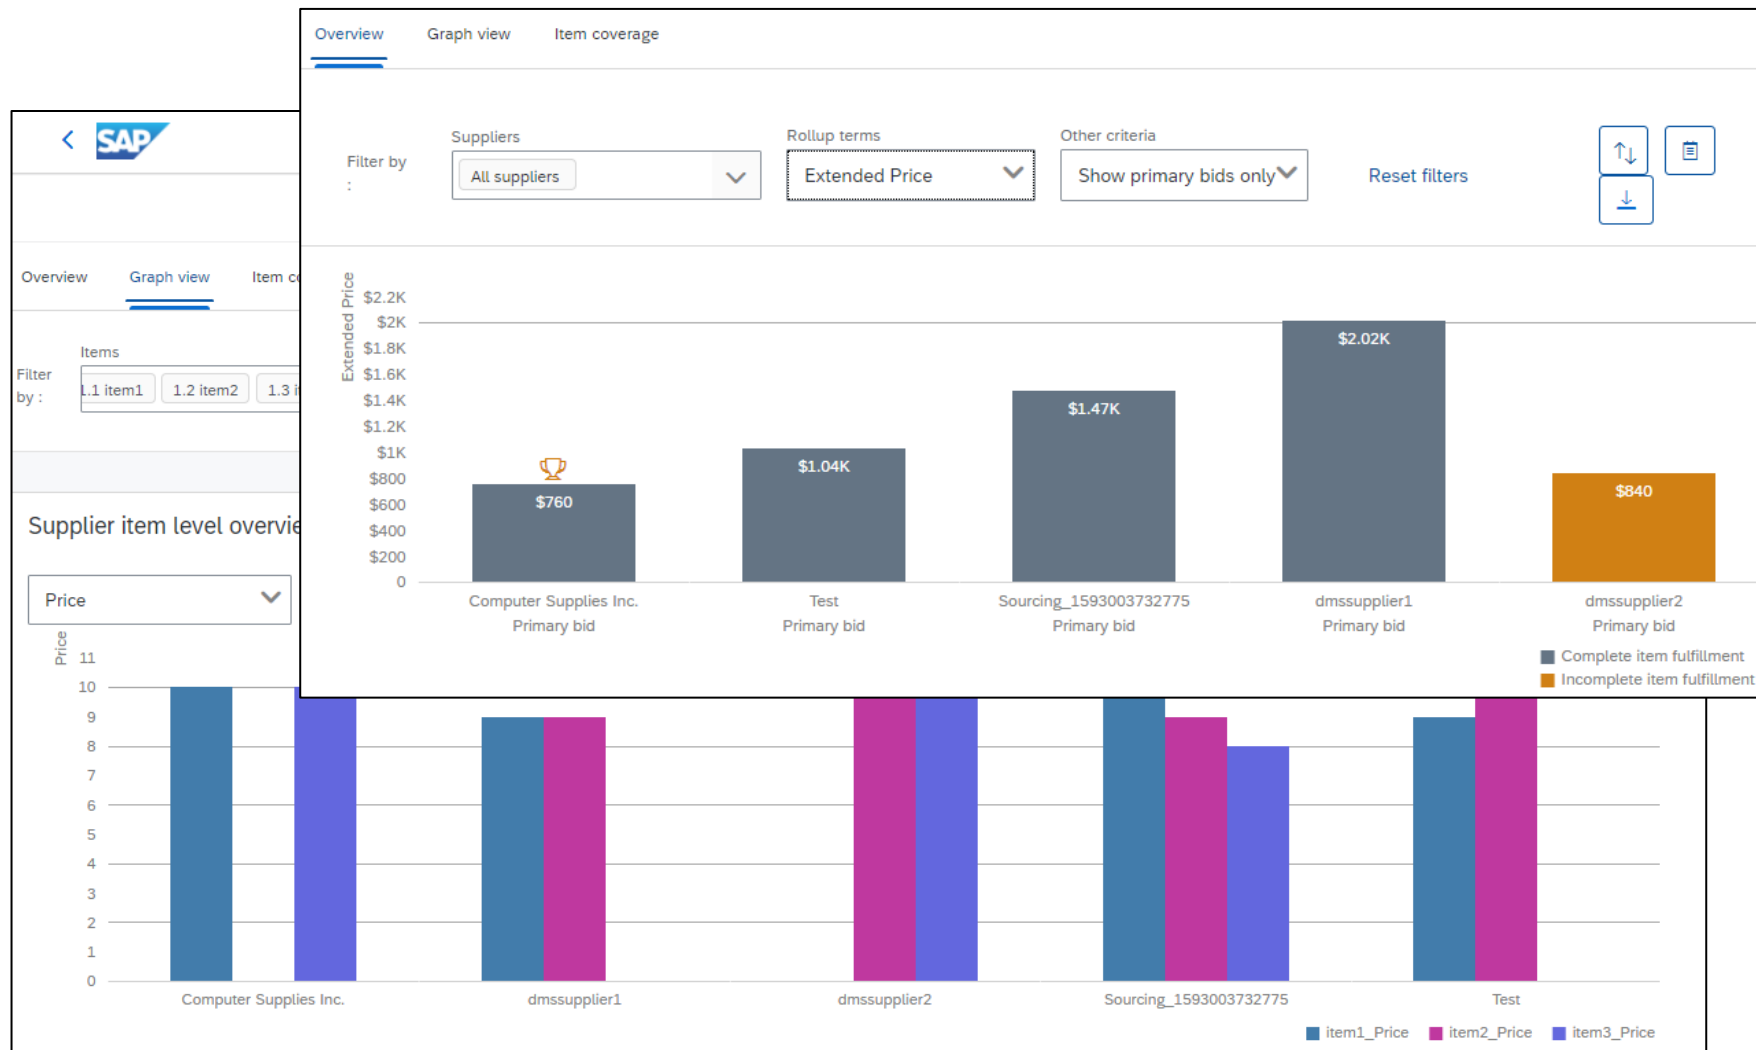 Overview Graph view Item coverage
Suppliers Rollup terms Other criteria
Filter by
:
All suppliers Extended Price Show primary bids only Reset filters
Extended Price
$2.2K
$2K
$1.8K
$1.6K
$1.4K
$1.2K
$1K
$800
$600
$400
$200
0
$760 $1.04K $1.47K $2.02K $840
Computer Supplies Inc. Test Sourcing_1593003732775 dmssupplier1 dmssupplier2
Primary bid Primary bid Primary bid Primary bid Primary bid
Complete item fulfillment
Incomplete item fulfillment
SAP
Overview Graph view Item
Items
Filter
by :
1.1 item1 1.2 item2 1.3
Supplier item level
Price
Price
11
10
9
8
7
6
5
4
3
2
1
0
Computer Supplies Inc. dmssupplier1 dmssupplier2 Sourcing_1593003732775 Test
item1_Price item2_Price item3_Price